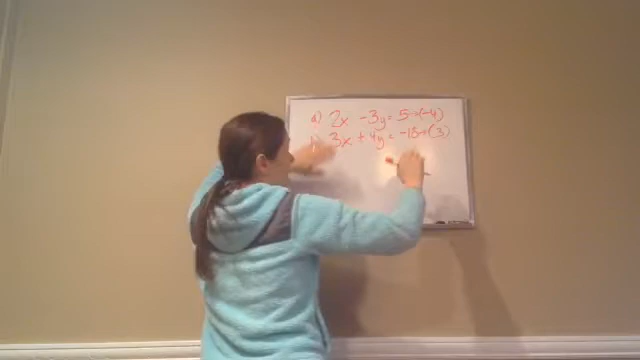 a) 2x - 3y = 5 → (-4)
b) 3x + 4y = -18 → (3)